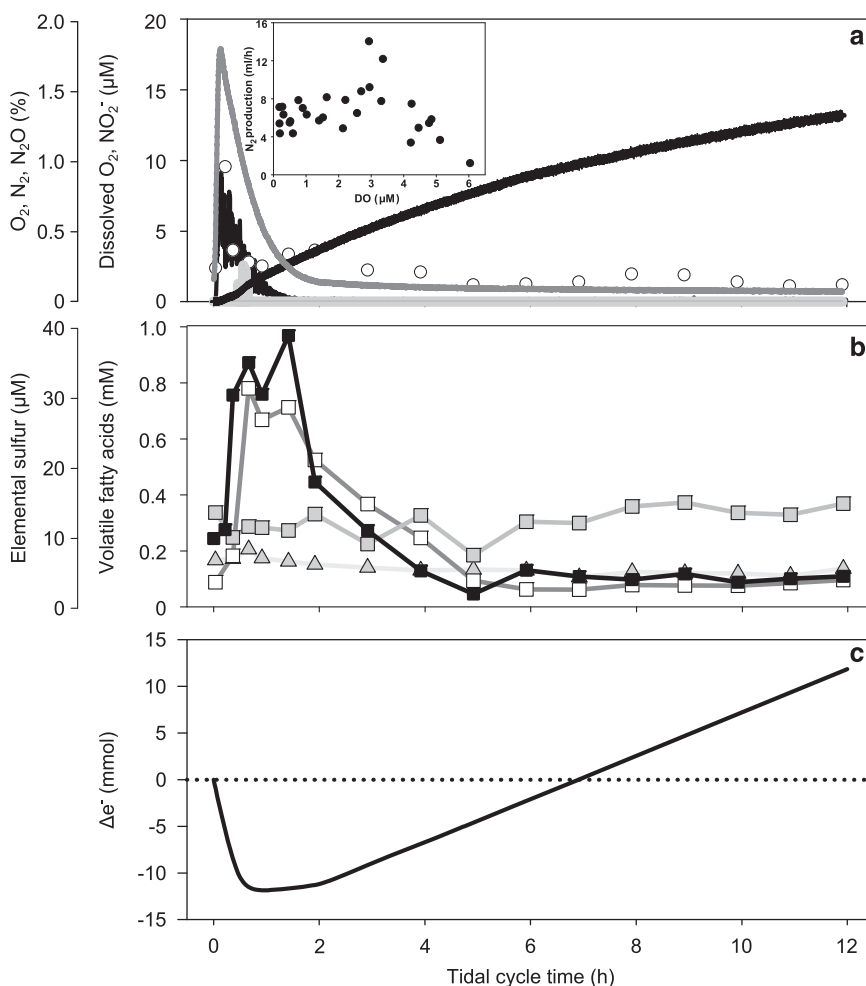 a
O₂, N₂, N₂O (%)
2.0
1.5
1.0
0.5
0
Dissolved O₂, NO₂⁻ (µM)
20
15
10
5
0
N₂ production (ml/h)
16
12
8
4
0
0 1 2 3 4 5 6
DO (µM)
b
Elemental sulfur (µM)
40
30
20
10
0
Volatile fatty acids (mM)
1.0
0.8
0.6
0.4
0.2
0
c
Δe⁻ (mmol)
15
10
5
0
-5
-10
-15
0 2 4 6 8 10 12
Tidal cycle time (h)